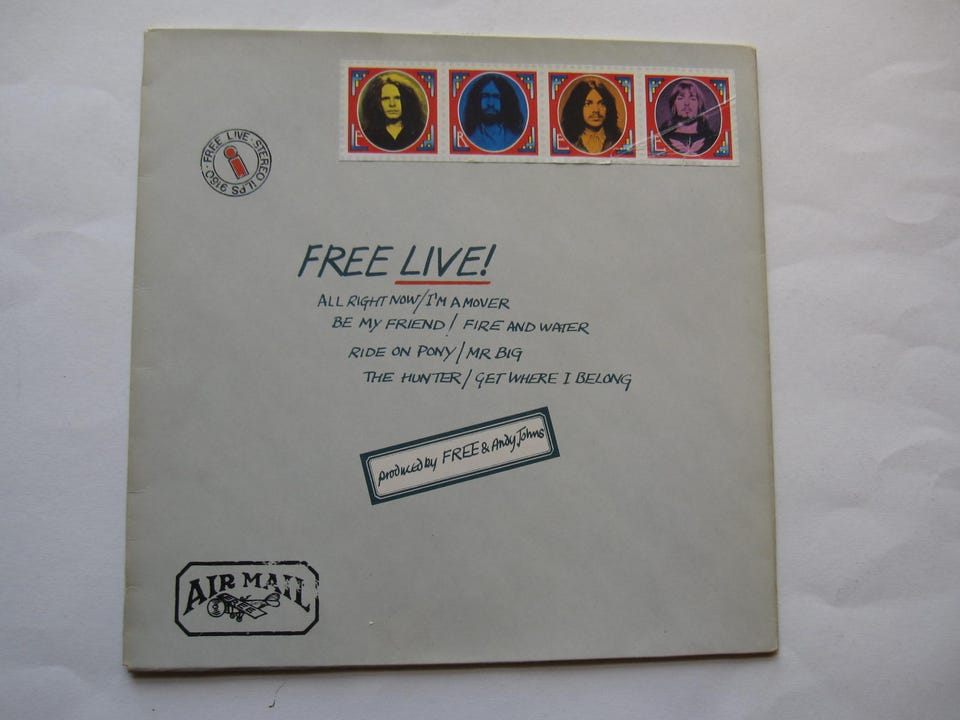 F R E E
FREE LIVE · STEREO ILPS 9160 ·
i
FREE LIVE!
ALL RIGHT NOW/I'M A MOVER
BE MY FRIEND/ FIRE AND WATER
RIDE ON PONY/MR BIG
THE HUNTER/ GET WHERE I BELONG
produced by FREE & Andy Johns
AIR MAIL